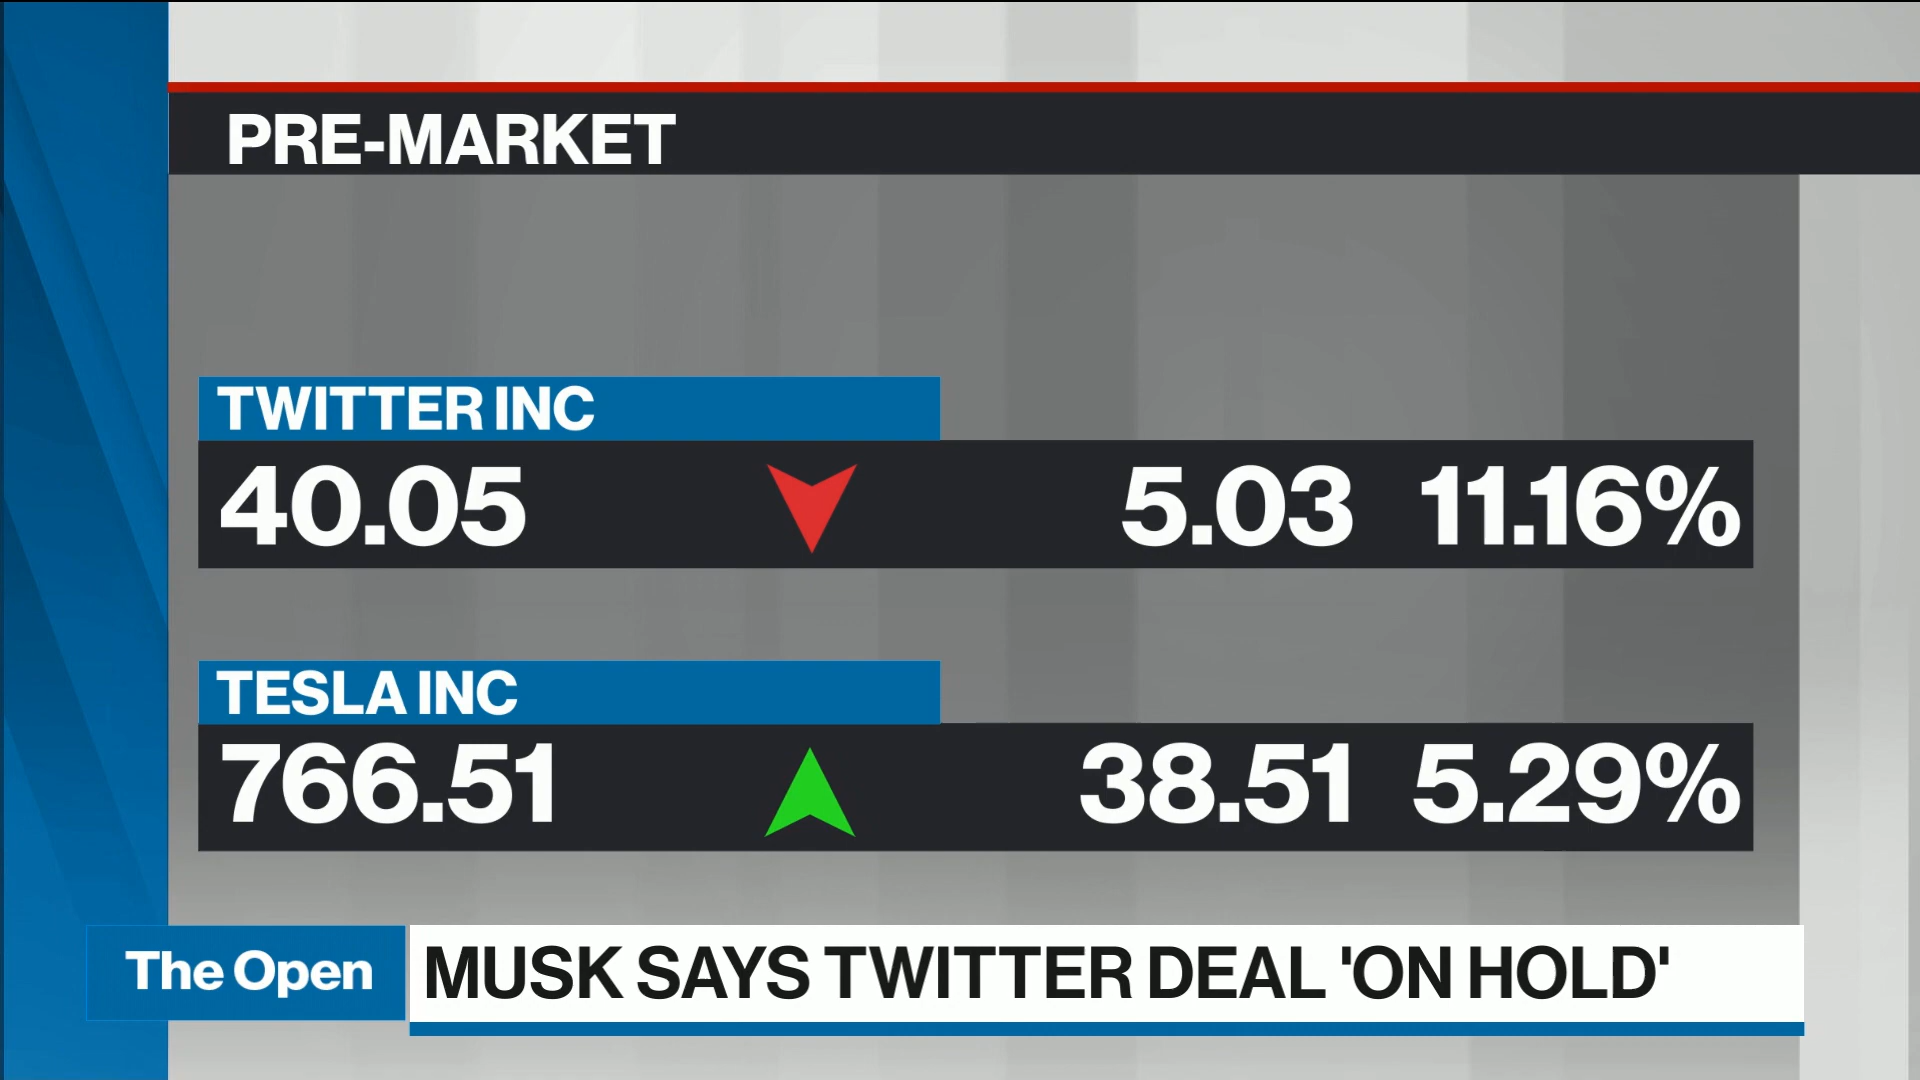 PRE-MARKET
TWITTER INC
40.05 5.03 11.16%
TESLA INC
766.51 38.51 5.29%
The Open MUSK SAYS TWITTER DEAL 'ON HOLD'